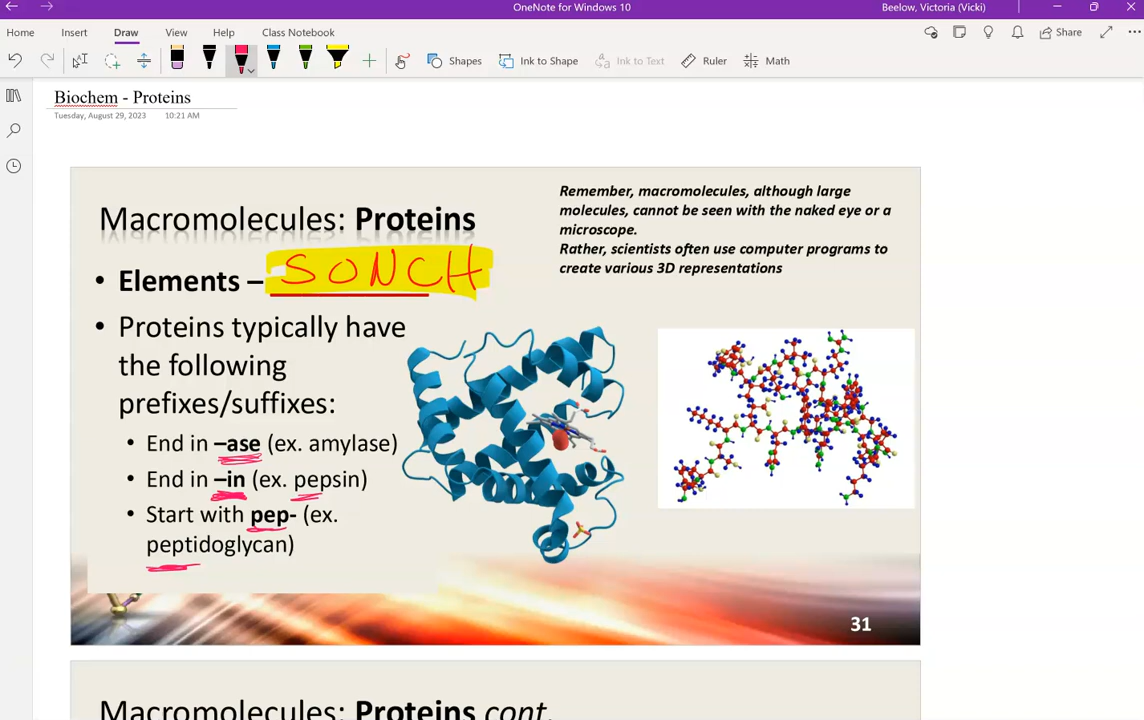 OneNote for Windows 10
Beelow, Victoria (Vicki)
Home Insert Draw View Help Class Notebook
Share
Shapes Ink to Shape Ink to Text Ruler Math
Biochem - Proteins
Tuesday, August 29, 2023 10:21 AM
Macromolecules: Proteins
Remember, macromolecules, although large
molecules, cannot be seen with the naked eye or a
microscope.
Rather, scientists often use computer programs to
create various 3D representations
• Elements – SONCH
• Proteins typically have
the following
prefixes/suffixes:
• End in –ase (ex. amylase)
• End in –in (ex. pepsin)
• Start with pep- (ex.
peptidoglycan)
31
Macromolecules: Proteins cont.